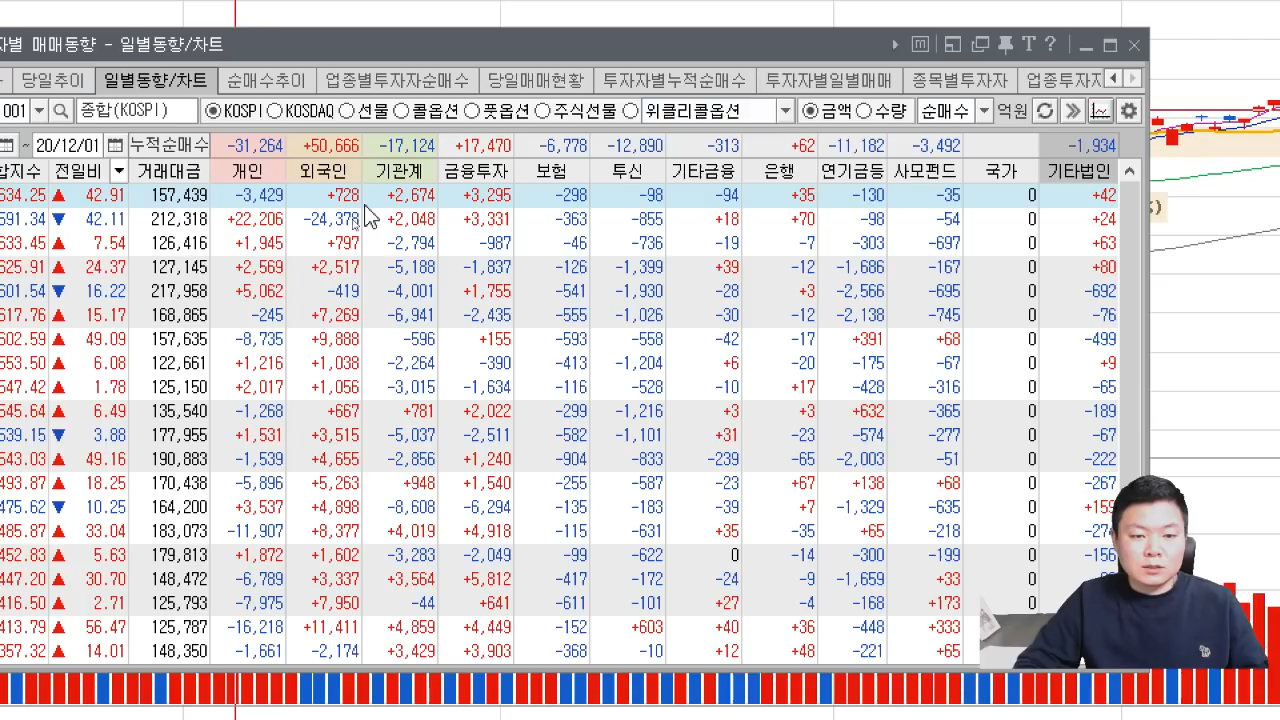 자별 매매동향 - 일별동향/차트
당일추이 일별동향/차트 순매수추이 업종별투자자순매수 당일매매현황 투자자별누적순매수 투자자별일별매매 종목별투자자 업종투자자
001 종합(KOSPI) KOSPI KOSDAQ 선물 콜옵션 풋옵션 주식선물 위클리콜옵션 금액 수량 순매수 억원
~ 20/12/01 누적순매수 -31,264 +50,666 -17,124 +17,470 -6,778 -12,890 -313 +62 -11,182 -3,492 -1,934
합지수 전일비 거래대금 개인 외국인 기관계 금융투자 보험 투신 기타금융 은행 연기금등 사모펀드 국가 기타법인
634.25 ▲ 42.91 157,439 -3,429 +728 +2,674 +3,295 -298 -98 -94 +35 -130 -35 0 +42
591.34 ▼ 42.11 212,318 +22,206 -24,378 +2,048 +3,331 -363 -855 +18 +70 -98 -54 0 +24
633.45 ▲ 7.54 126,416 +1,945 +797 -2,794 -987 -46 -736 -19 -7 -303 -697 0 +63
625.91 ▲ 24.37 127,145 +2,569 +2,517 -5,188 -1,837 -126 -1,399 +39 -12 -1,686 -167 0 +80
601.54 ▼ 16.22 217,958 +5,062 -419 -4,001 +1,755 -541 -1,930 -28 +3 -2,566 -695 0 -692
617.76 ▲ 15.17 168,865 -245 +7,269 -6,941 -2,435 -555 -1,026 -30 -12 -2,138 -745 0 -76
602.59 ▲ 49.09 157,635 -8,735 +9,888 -596 +155 -593 -558 -42 -17 +391 +68 0 -499
553.50 ▲ 6.08 122,661 +1,216 +1,038 -2,264 -390 -413 -1,204 +6 -20 -175 -67 0 +9
547.42 ▲ 1.78 125,150 +2,017 +1,056 -3,015 -1,634 -116 -528 -10 +17 -428 -316 0 -65
545.64 ▲ 6.49 135,540 -1,268 +667 +781 +2,022 -299 -1,216 +3 +3 +632 -365 0 -189
539.15 ▼ 3.88 177,955 +1,531 +3,515 -5,037 -2,511 -582 -1,101 +31 -23 -574 -277 0 -67
543.03 ▲ 49.16 190,883 -1,539 +4,655 -2,856 +1,240 -904 -833 -239 -65 -2,003 -51 0 -222
493.87 ▲ 18.25 170,438 -5,896 +5,263 +948 +1,540 -255 -587 -23 +67 +138 +68 0 -267
475.62 ▼ 10.25 164,200 +3,537 +4,898 -8,608 -6,294 -135 -183 -39 +7 -1,329 -635 0 +159
485.87 ▲ 33.04 183,073 -11,907 +8,377 +4,019 +4,918 -115 -631 +35 -35 +65 -218 0
452.83 ▲ 5.63 179,813 +1,872 +1,602 -3,283 -2,049 -99 -622 0 -14 -300 -199 0 -156
447.20 ▲ 30.70 148,472 -6,789 +3,337 +3,564 +5,812 -417 -172 -24 -9 -1,659 +33 0
416.50 ▲ 2.71 125,793 -7,975 +7,950 -44 +641 -611 -101 +27 -4 -168 +173 0
413.79 ▲ 56.47 125,787 -16,218 +11,411 +4,859 +4,449 -152 +603 +40 +36 -448 +333
357.32 ▲ 14.01 148,350 -1,661 -2,174 +3,429 +3,903 -368 -10 +12 +48 -221 +65